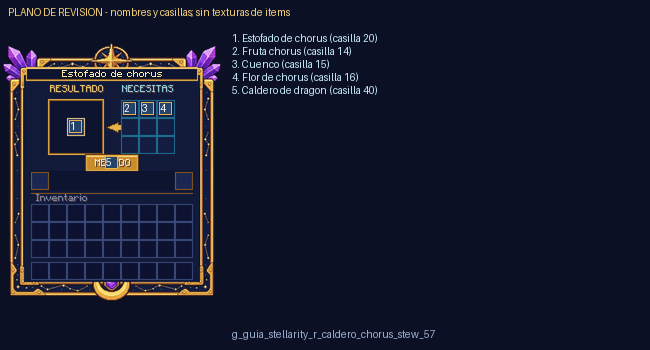 PLANO DE REVISION - nombres y casillas; sin texturas de items
1. Estofado de chorus (casilla 20)
2. Fruta chorus (casilla 14)
3. Cuenco (casilla 15)
4. Flor de chorus (casilla 16)
5. Caldero de dragon (casilla 40)
Estofado de chorus
RESULTADO NECESITAS
2 3 4
1
5
Inventario
g_guia_stellarity_r_caldero_chorus_stew_57